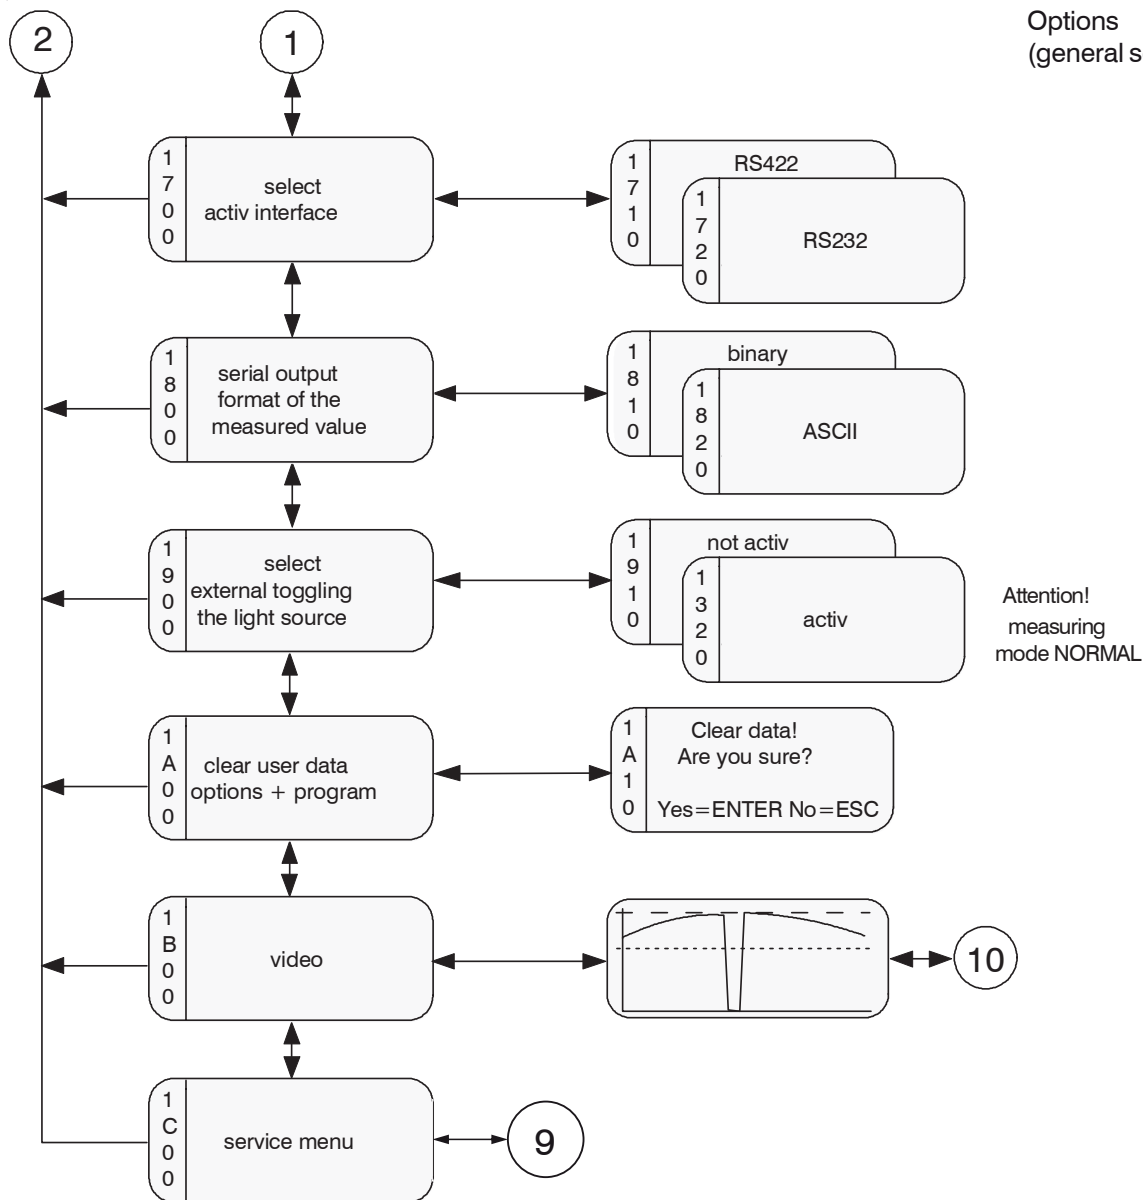 2
1
Options
(general s
1
7
0
0
select
activ interface
1
7
1
0
RS422
1
7
2
0
RS232
1
8
0
0
serial output
format of the
measured value
1
8
1
0
binary
1
8
2
0
ASCII
1
9
0
0
select
external toggling
the light source
1
9
1
0
not activ
1
3
2
0
activ
Attention!
measuring
mode NORMAL
1
A
0
0
clear user data
options + program
1
A
1
0
Clear data!
Are you sure?
Yes=ENTER No=ESC
1
B
0
0
video
10
1
C
0
0
service menu
9